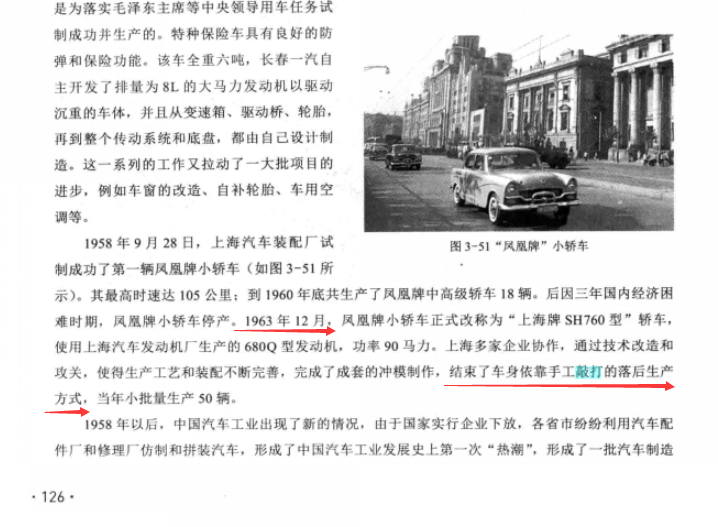 是为落实毛泽东主席等中央领导用车任务试
制成功并生产的。特种保险车具有良好的防
弹和保险功能。该车全重六吨，长春一汽自
主开发了排量为 8L 的大马力发动机以驱动
沉重的车体，并且从变速箱、驱动桥、轮胎，
再到整个传动系统和底盘，都由自己设计制
造。这一系列的工作又拉动了一大批项目的
进步，例如车窗的改造、自补轮胎、车用空
调等。
图 3-51 “凤凰牌”小轿车
1958 年 9 月 28 日，上海汽车装配厂试
制成功了第一辆凤凰牌小轿车（如图 3-51 所
示）。其最高时速达 105 公里；到 1960 年底共生产了凤凰牌中高级轿车 18 辆。后因三年国内经济困
难时期，凤凰牌小轿车停产。1963 年 12 月，凤凰牌小轿车正式改称为“上海牌 SH760 型”轿车，
使用上海汽车发动机厂生产的 680Q 型发动机，功率 90 马力。上海多家企业协作，通过技术改造和
攻关，使得生产工艺和装配不断完善，完成了成套的冲模制作，结束了车身依靠手工敲打的落后生产
方式，当年小批量生产 50 辆。
1958 年以后，中国汽车工业出现了新的情况，由于国家实行企业下放，各省市纷纷利用汽车配
件厂和修理厂仿制和拼装汽车，形成了中国汽车工业发展史上第一次“热潮”，形成了一批汽车制造
·126·